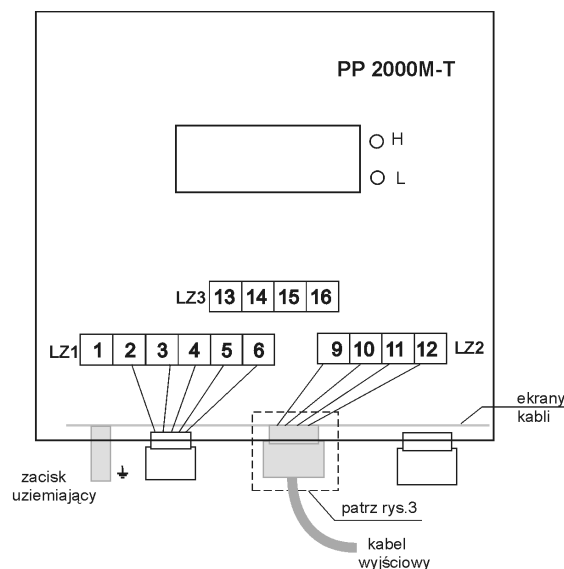 PP 2000M-T
H
L
LZ3 13 14 15 16
LZ1 1 2 3 4 5 6
9 10 11 12 LZ2
ekrany
kabli
zacisk
uziemiający
patrz rys.3
kabel
wyjściowy